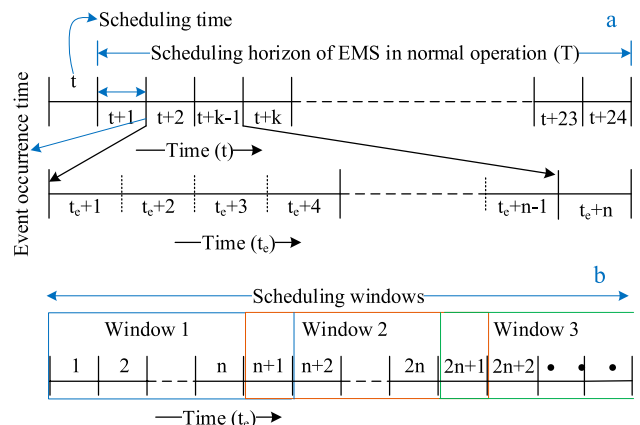 Scheduling time
a
Scheduling horizon of EMS in normal operation (T)
t
t+1 t+2 t+k-1 t+k t+23 t+24
Event occurrence time
Time (t)
tₑ+1 tₑ+2 tₑ+3 tₑ+4 tₑ+n-1 tₑ+n
Time (tₑ)
b
Scheduling windows
Window 1 Window 2 Window 3
1 2 n n+1 n+2 2n 2n+1 2n+2 • • •
Time (tₑ)